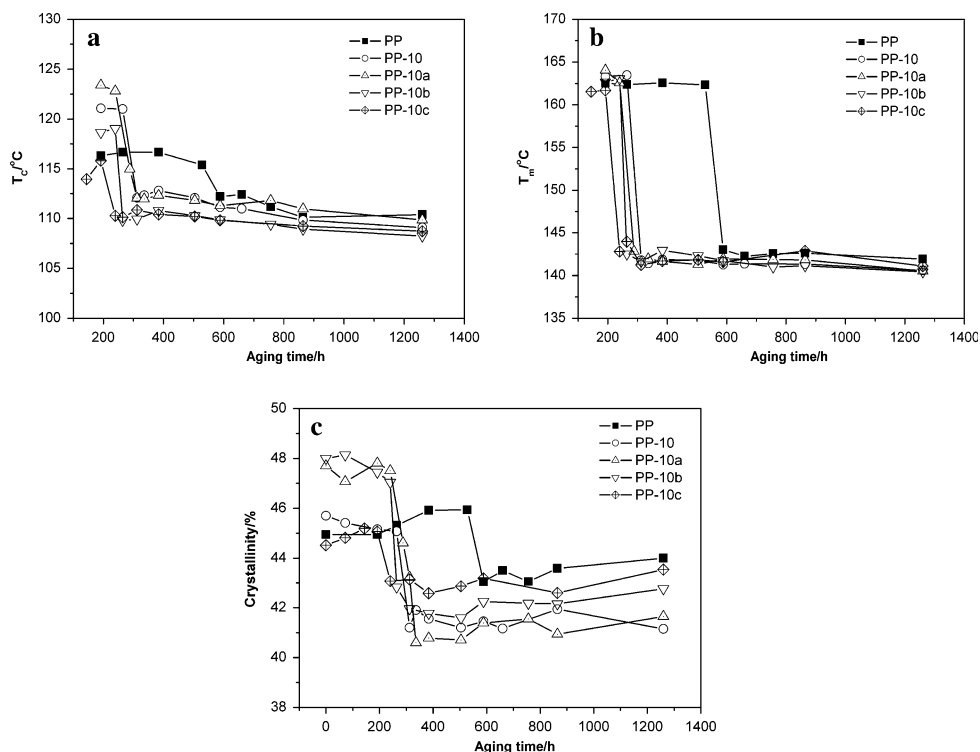 a
PP
PP-10
PP-10a
PP-10b
PP-10c
130
125
120
115
110
105
100
Tc/°C
200 400 600 800 1000 1200 1400
Aging time/h
b
PP
PP-10
PP-10a
PP-10b
PP-10c
170
165
160
155
150
145
140
135
Tm/°C
200 400 600 800 1000 1200 1400
Aging time/h
c
PP
PP-10
PP-10a
PP-10b
PP-10c
50
48
46
44
42
40
38
Crystallinity/%
0 200 400 600 800 1000 1200 1400
Aging time/h